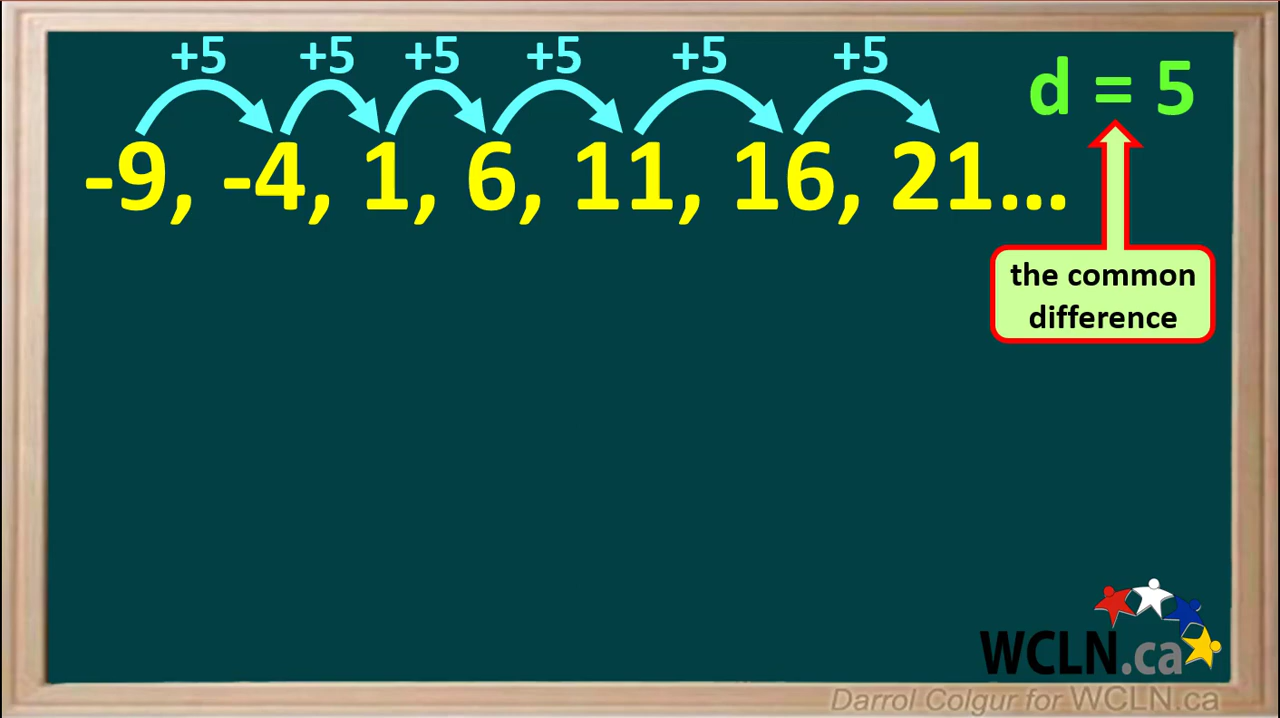 +5 +5 +5 +5 +5 +5
d = 5
-9, -4, 1, 6, 11, 16, 21...
the common
difference
WCLN.ca
Darrol Colgur for WCLN.ca